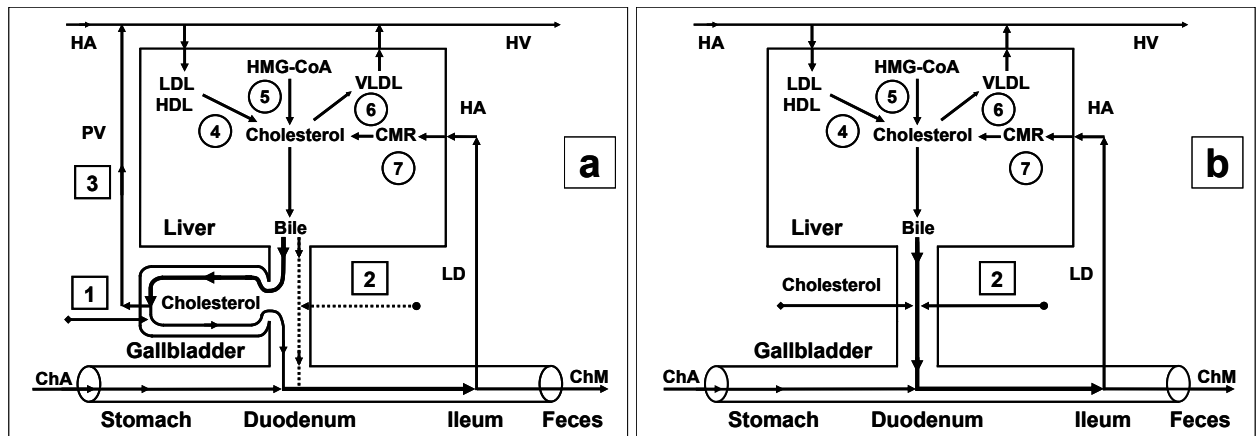 HA
HV
HMG-CoA
LDL
HDL
VLDL
5
6
HA
PV
4
Cholesterol
CMR
7
a
3
Liver
Bile
1
Cholesterol
2
LD
Gallbladder
ChA
ChM
Stomach
Duodenum
Ileum
Feces
HA
HV
HMG-CoA
LDL
HDL
VLDL
5
6
HA
4
Cholesterol
CMR
7
b
Liver
Bile
Cholesterol
2
LD
Gallbladder
ChA
ChM
Stomach
Duodenum
Ileum
Feces